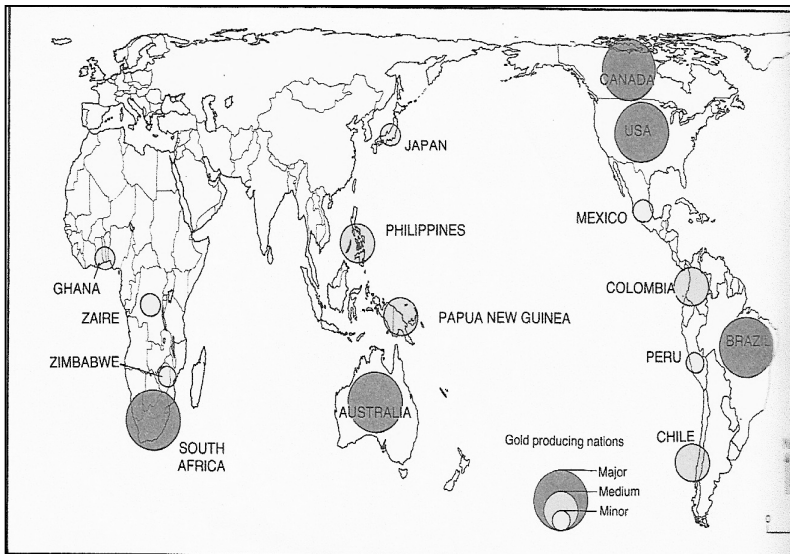 CANADA
USA
JAPAN
MEXICO
PHILIPPINES
GHANA
COLOMBIA
ZAIRE
PAPUA NEW GUINEA
BRAZIL
ZIMBABWE
PERU
AUSTRALIA
SOUTH
AFRICA
CHILE
Gold producing nations
Major
Medium
Minor